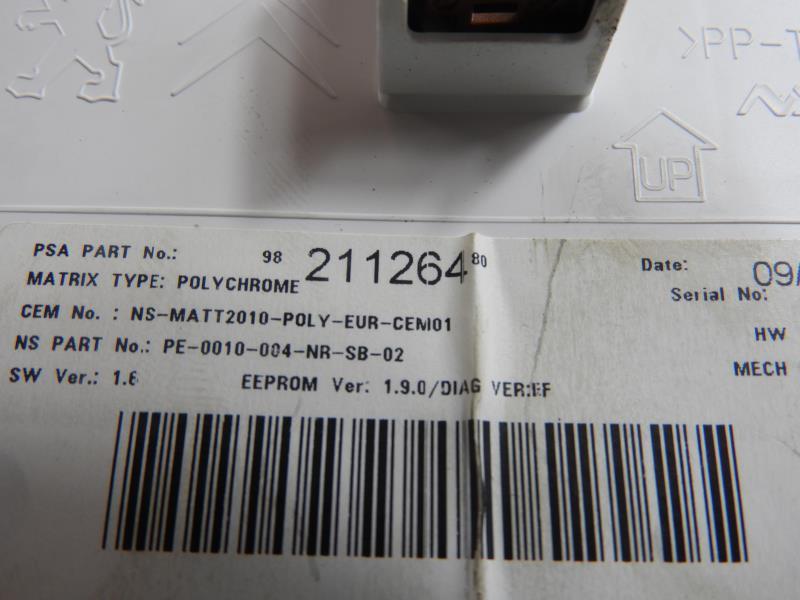 >PP-T
UP
PSA PART No.: 98 211264 80
Date: 09/
MATRIX TYPE: POLYCHROME
Serial No:
CEM No. : NS-MATT2010-POLY-EUR-CEM01
HW
NS PART No.: PE-0010-004-NR-SB-02
MECH
SW Ver.: 1.6 EEPROM Ver: 1.9.0/DIAG VER:EF